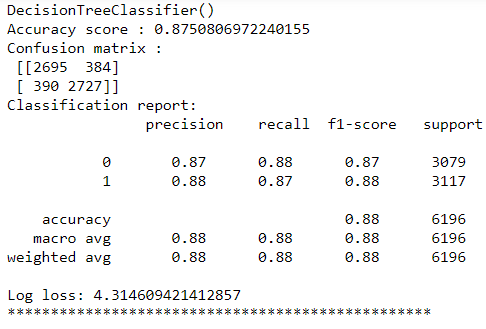 DecisionTreeClassifier()
Accuracy score : 0.8750806972240155
Confusion matrix :
 [[2695  384]
 [ 390 2727]]
Classification report:
              precision    recall  f1-score   support

           0       0.87      0.88      0.87      3079
           1       0.88      0.87      0.88      3117

    accuracy                           0.88      6196
   macro avg       0.88      0.88      0.88      6196
weighted avg       0.88      0.88      0.88      6196

Log loss: 4.314609421412857
**************************************************